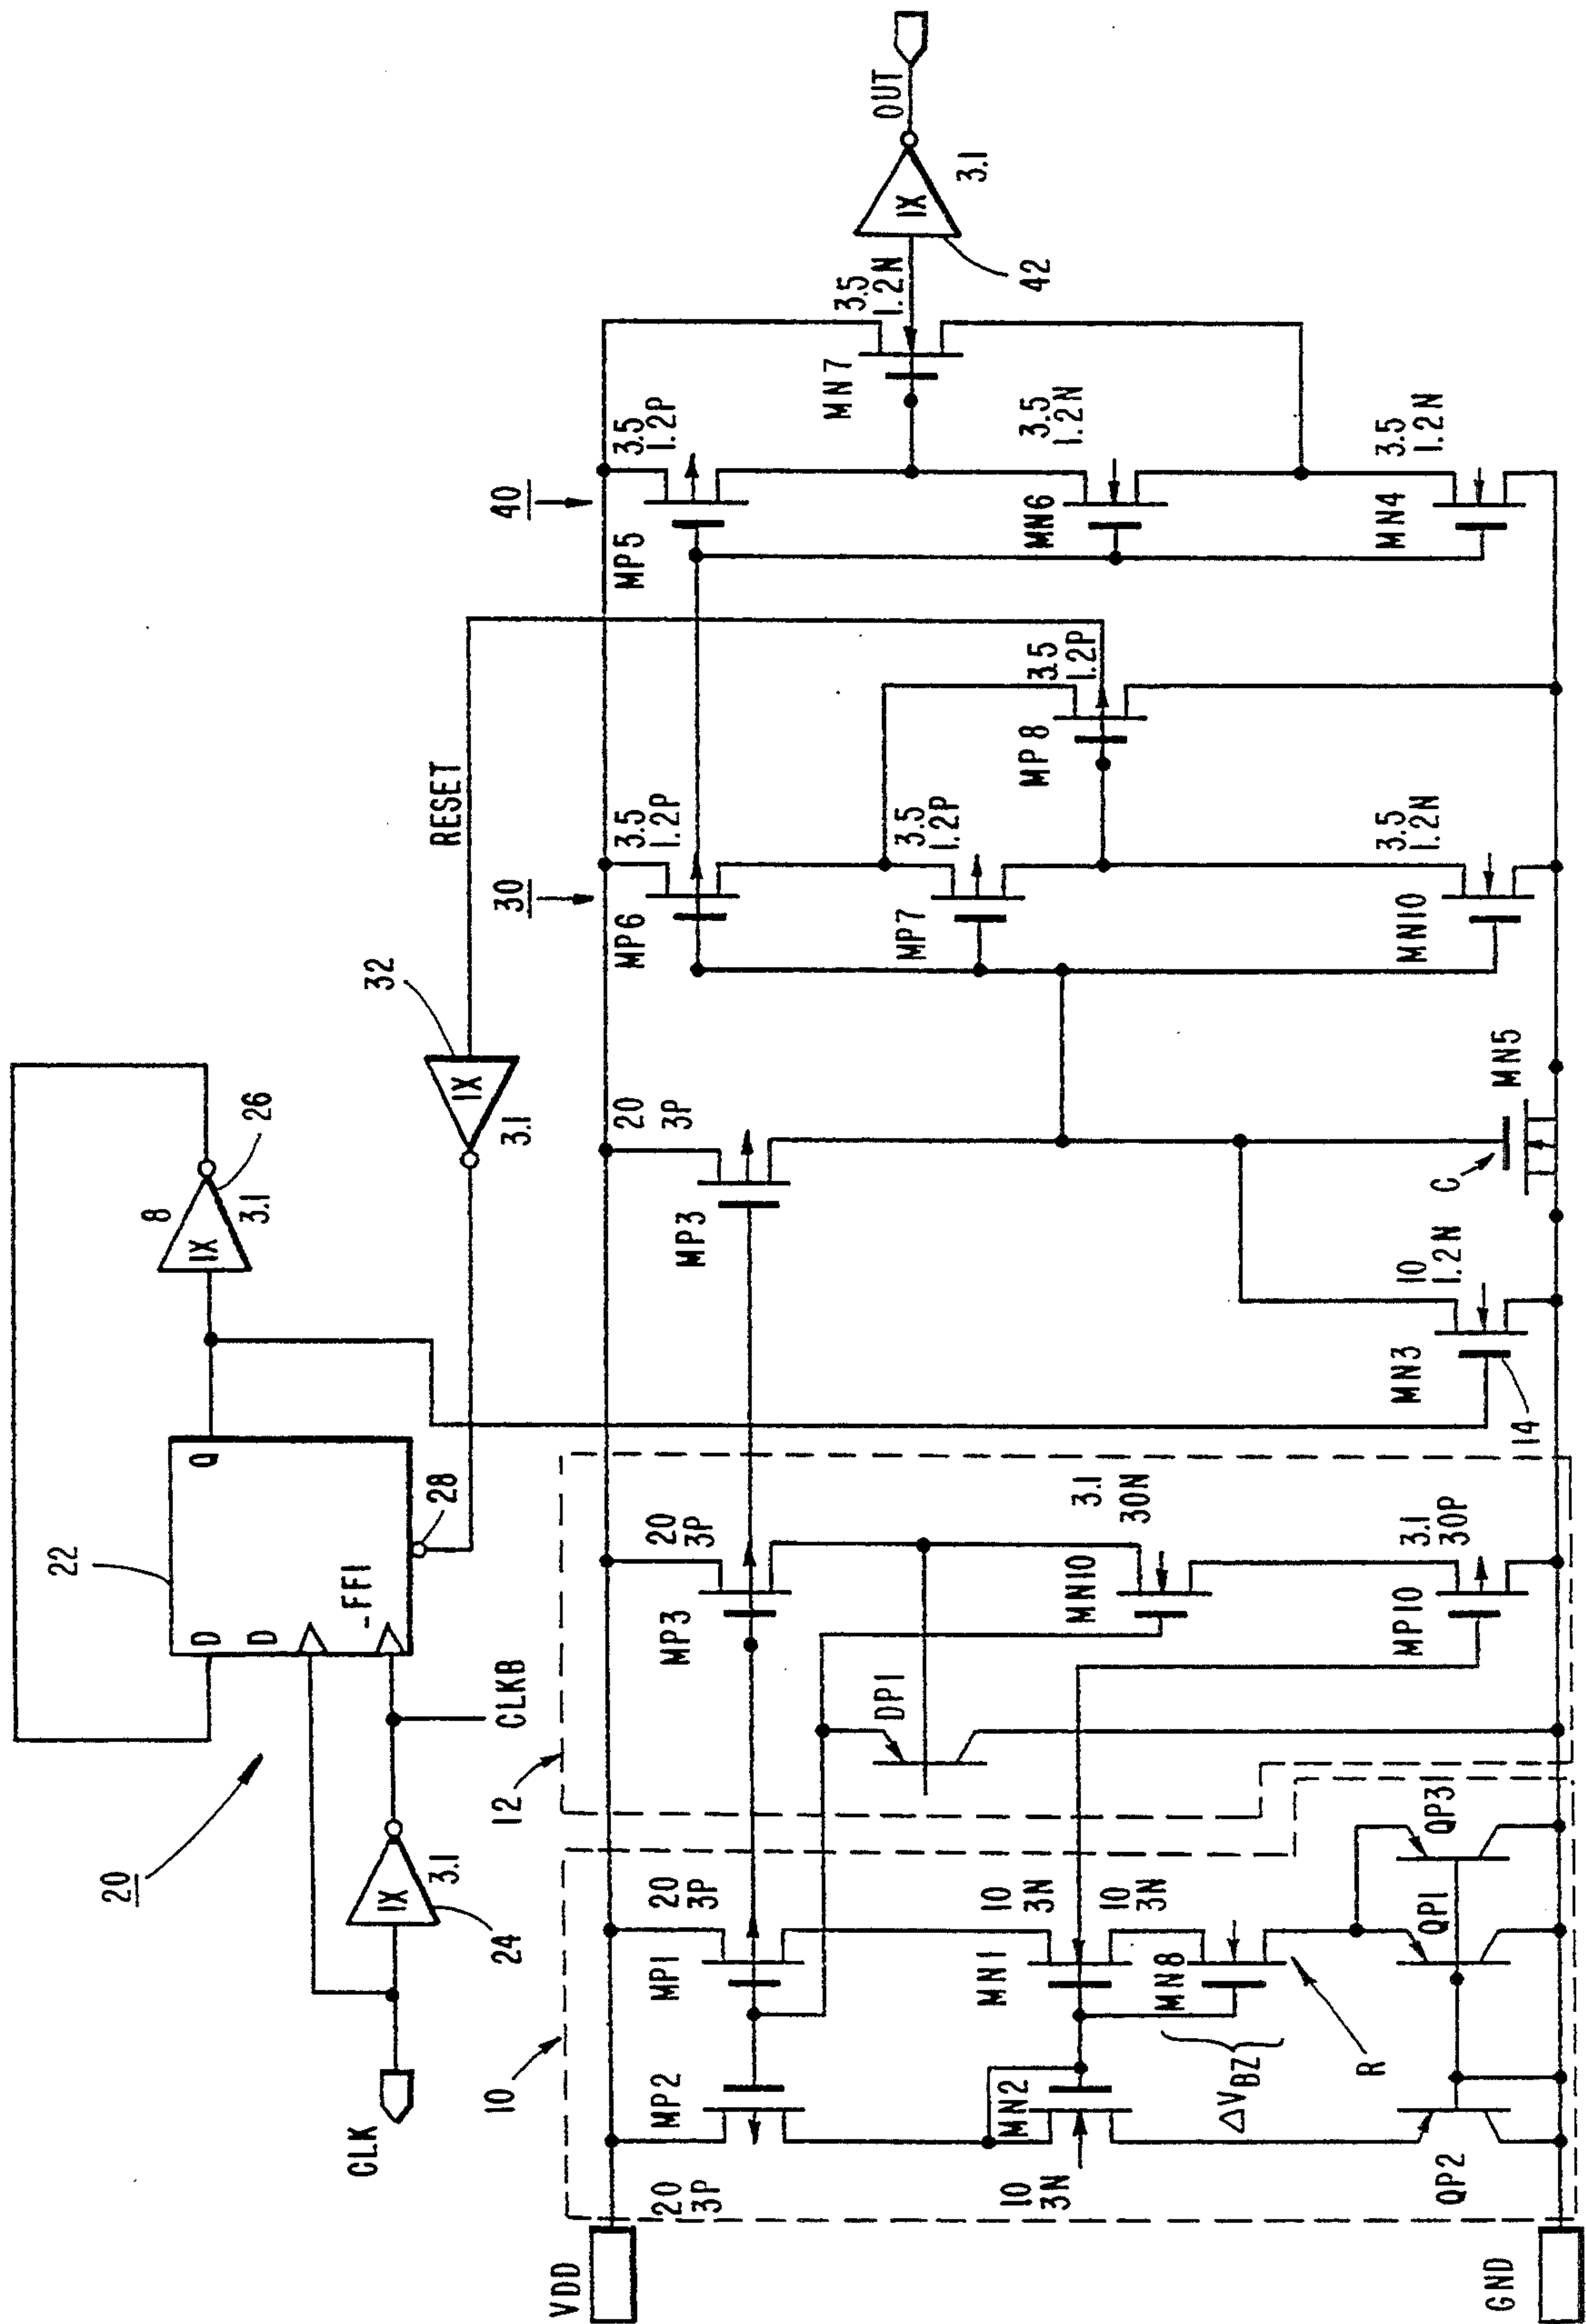 CLK
20
24
IX
3.1
CLKB
22
D
D
-FF1
Q
28
8
IX
3.1
26
32
IX
3.1
RESET
VDD
GND
10
12
20
3P
MP2
MP1
20
3P
10
3N
MN2
MN1
10
3N
10
3N
MN8
ΔVBZ
R
QP2
QP1
QP31
DP1
MP3
20
3P
MN10
3.1
30N
MP10
3.1
30P
MP3
20
3P
MN3
10
1.2N
114
C
MN5
30
MP6
3.5
1.2P
MP7
3.5
1.2P
MP8
3.5
1.2P
MN10
3.5
1.2N
40
MP5
3.5
1.2P
MN7
3.5
1.2N
MN6
3.5
1.2N
MN4
3.5
1.2N
IX
3.1
42
OUT